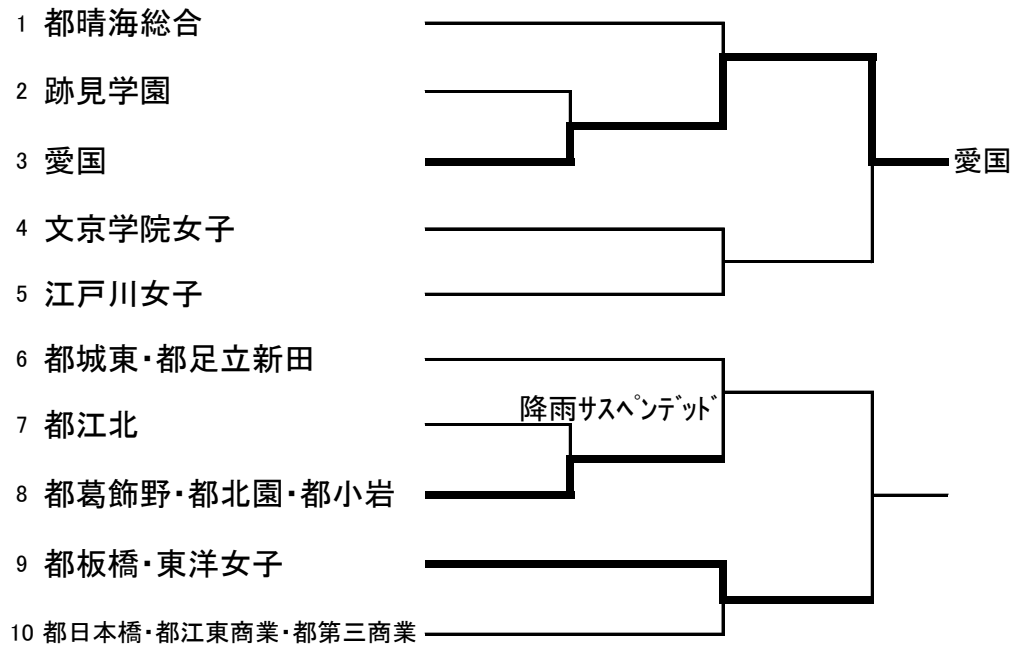 1 都晴海総合
2 跡見学園
3 愛国
愛国
4 文京学院女子
5 江戸川女子
6 都城東・都足立新田
降雨サスペンデッド
7 都江北
8 都葛飾野・都北園・都小岩
9 都板橋・東洋女子
10 都日本橋・都江東商業・都第三商業